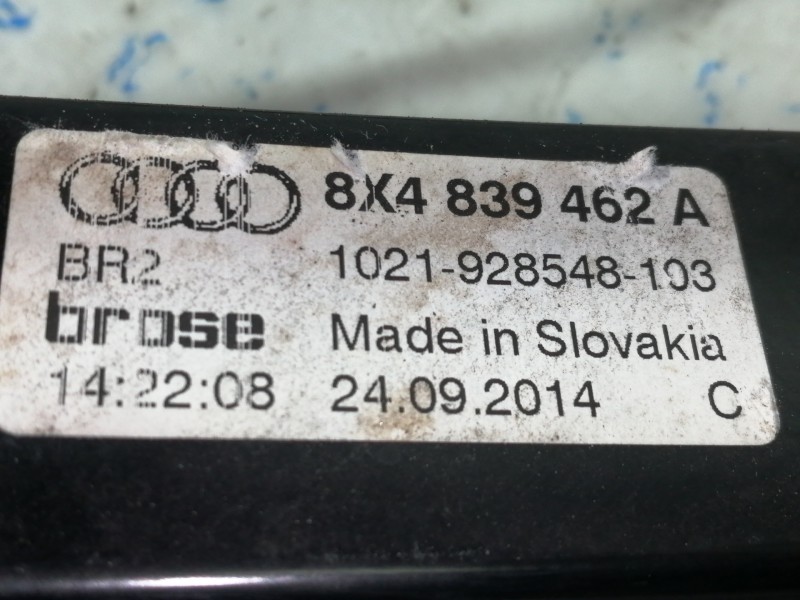 8X4 839 462 A
BR2 1021-928548-103
brose Made in Slovakia
14:22:08 24.09.2014 C